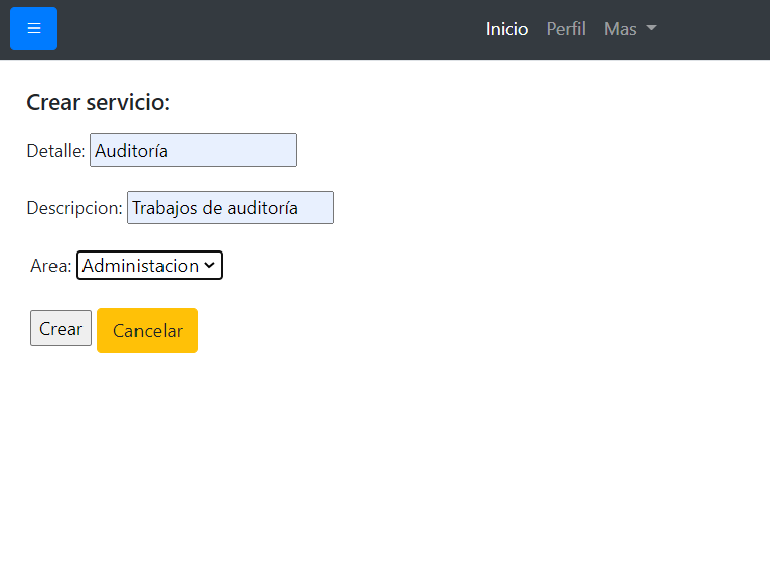 Inicio Perfil Mas
Crear servicio:
Detalle: Auditoría
Descripcion: Trabajos de auditoría
Area: Administacion
Crear Cancelar